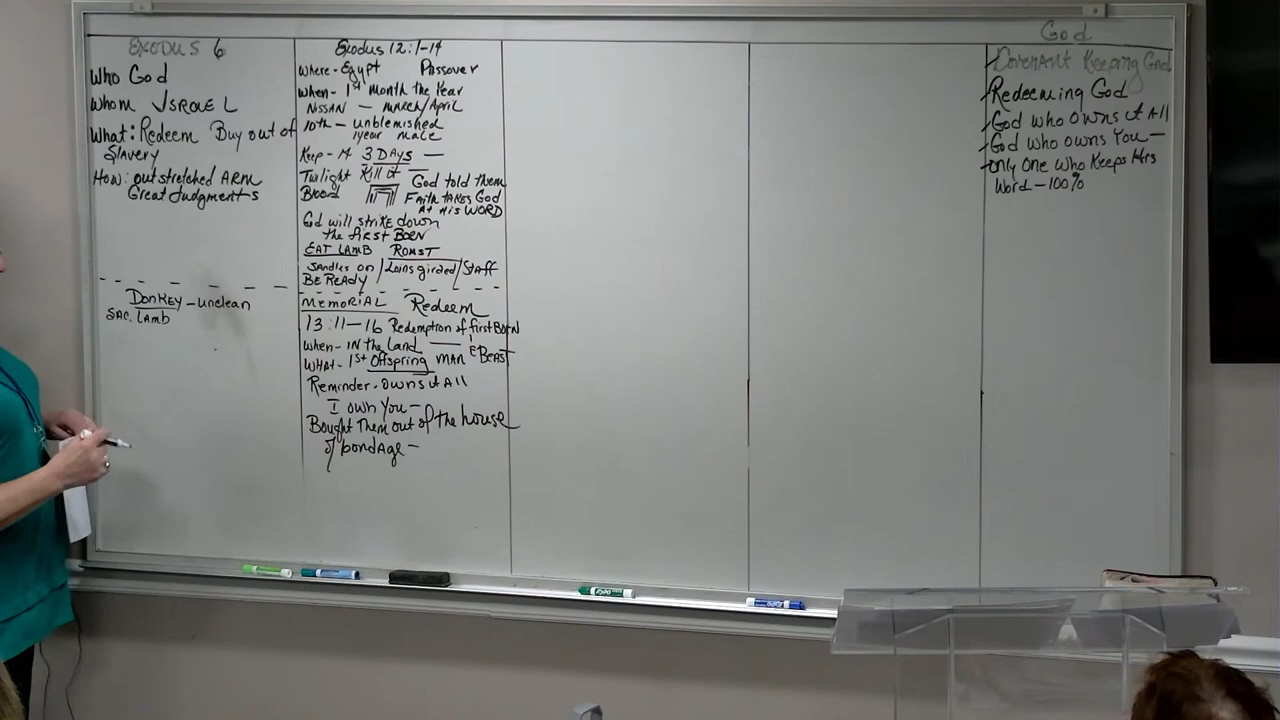 Exodus 6
Who God
Whom ISRAEL
What: Redeem Buy out of
Slavery
How: outstretched ARM
Great Judgments
Donkey - unclean
SAC. LAMB
Exodus 12:1-14
Where - Egypt Passover
When - 1st Month the Year
NISSAN — MARCH/April
10th — unblemished
1year male
Keep - 14 3 DAYS —
Twilight Kill it —
Blood God told them
Faith takes God
At His WORD
God will strike down
the first BORN
EAT LAMB ROAST
Sandles on / Loins girded / Staff
BE READY
MEMORIAL Redeem
13:11-16 Redemption of first BORN
When - IN the Land —
WHAT - 1st Offspring MAN & BEAST
Reminder - owns it All
I own You —
Bought Them out of the house
of bondage —
God
Covenant Keeping God
Redeeming God
God who owns it All
God who owns You —
only One who Keeps His
Word — 100%